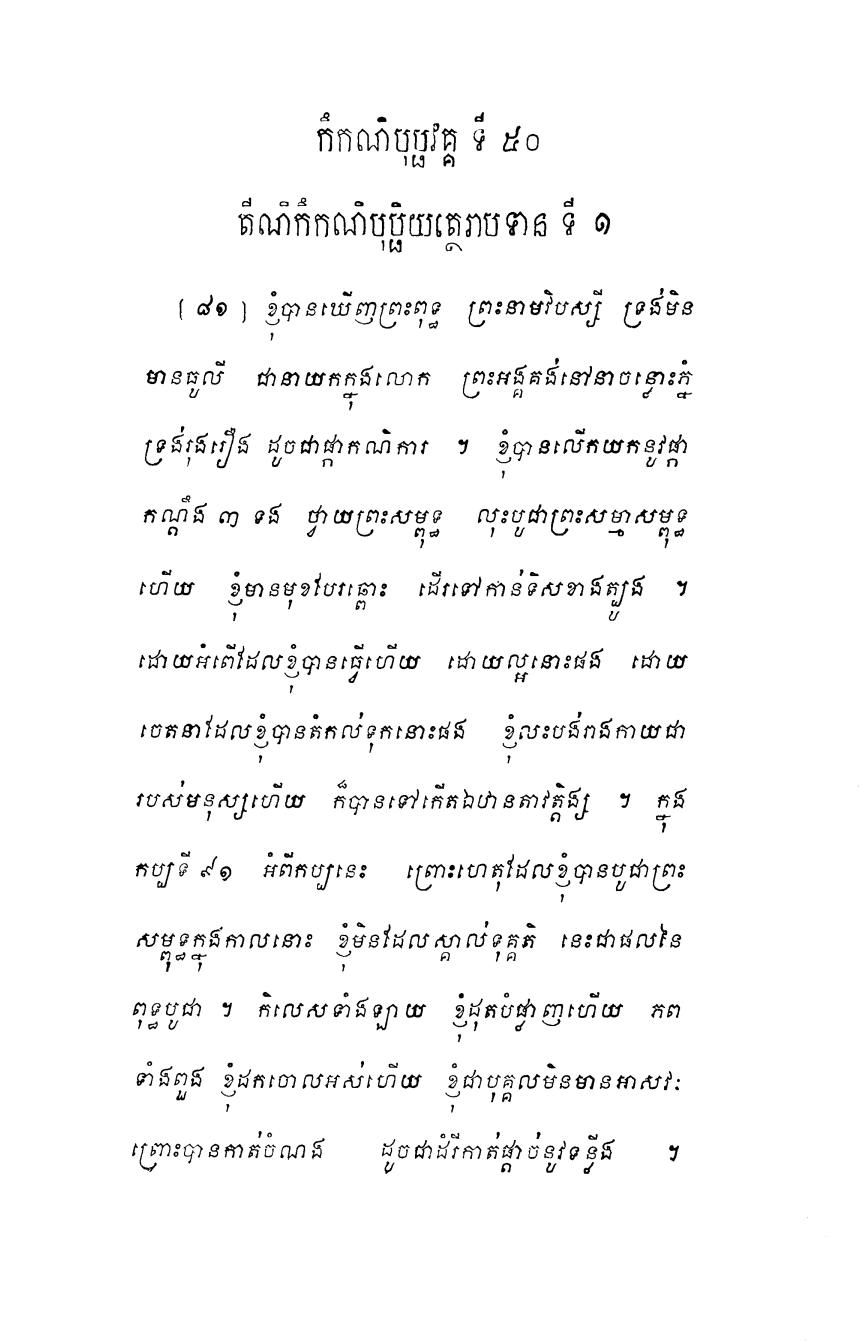 កឹកណិបុប្ផវគ្គ ទី ៥០
តីណិកឹកណិបុប្ផិយត្ថេរាបទាន ទី ១
[ ៨១ ] ខ្ញុំបានឃើញព្រះពុទ្ធ ព្រះនាមវិបស្សី ទ្រង់មិន
មានធូលី ជានាយកក្នុងលោក ព្រះអង្គគង់នៅនាចន្លោះភ្នំ
ទ្រង់រុងរឿង ដូចជាផ្កាកណិការ ។ ខ្ញុំបានលើកយកនូវផ្កា
កណ្តឹង ៣ ទង ថ្វាយព្រះសម្ពុទ្ធ លុះបូជាព្រះសម្មាសម្ពុទ្ធ
ហើយ ខ្ញុំមានមុខបែរឆ្ពោះ ដើរទៅកាន់ទិសខាងត្បូង ។
ដោយអំពើដែលខ្ញុំបានធ្វើហើយ ដោយល្អនោះផង ដោយ
ចេតនាដែលខ្ញុំបានតំកល់ទុកនោះផង ខ្ញុំលះបង់រាងកាយជា
របស់មនុស្សហើយ ក៏បានទៅកើតឯឋានតាវត្តិង្ស ។ ក្នុង
កប្បទី ៩១ អំពីកប្បនេះ ព្រោះហេតុដែលខ្ញុំបានបូជាព្រះ
សម្ពុទ្ធក្នុងកាលនោះ ខ្ញុំមិនដែលស្គាល់ទុគ្គតិ នេះជាផលនៃ
ពុទ្ធបូជា ។ កិលេសទាំងឡាយ ខ្ញុំដុតបំផ្លាញហើយ ភព
ទាំងពួង ខ្ញុំដកចោលអស់ហើយ ខ្ញុំជាបុគ្គលមិនមានអាសវៈ
ព្រោះបានកាត់ចំណង ដូចជាដំរីកាត់ផ្តាច់នូវទន្លីង ។